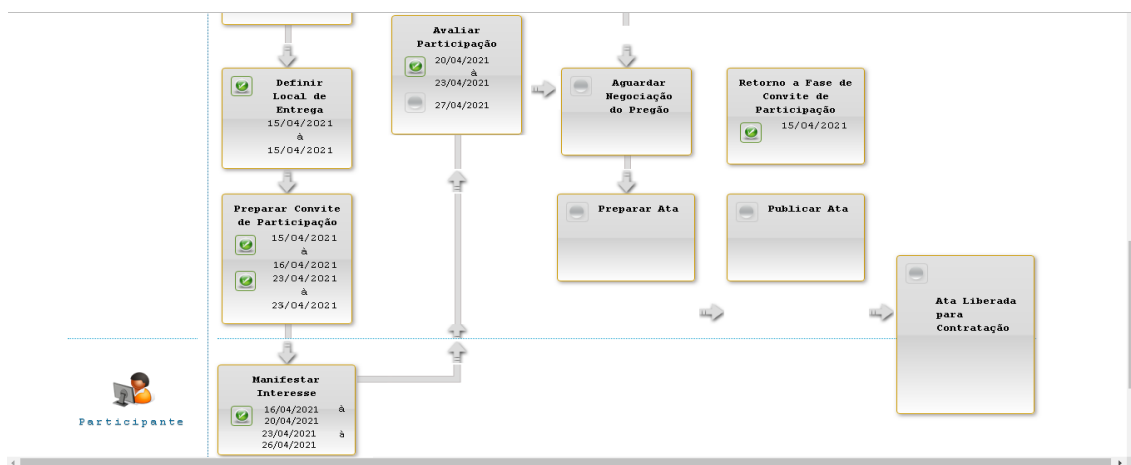 Avaliar
Participação
20/04/2021
à
23/04/2021
27/04/2021
Definir
Local de
Entrega
15/04/2021
à
15/04/2021
Aguardar
Negociação
do Pregão
Retorno a Fase de
Convite de
Participação
15/04/2021
Preparar Convite
de Participação
15/04/2021
à
16/04/2021
23/04/2021
à
23/04/2021
Preparar Ata
Publicar Ata
Ata Liberada
para
Contratação
Participante
Manifestar
Interesse
16/04/2021 à
20/04/2021
23/04/2021 à
26/04/2021